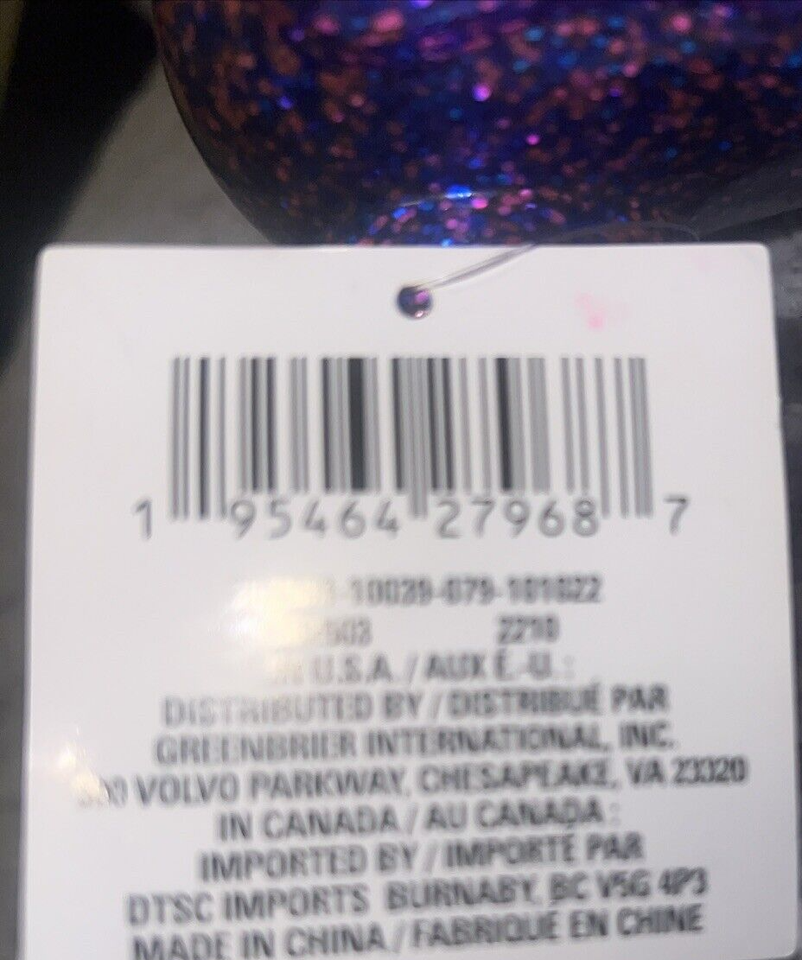 1 95464 27968 7
10039-079-101022
503 2210
U.S.A. / AUX É.-U. :
DISTRIBUTED BY / DISTRIBUÉ PAR
GREENBRIER INTERNATIONAL, INC.
VOLVO PARKWAY, CHESAPEAKE, VA 23320
IN CANADA / AU CANADA :
IMPORTED BY / IMPORTÉ PAR
DTSC IMPORTS BURNABY, BC V5G 4P3
MADE IN CHINA / FABRIQUÉ EN CHINE